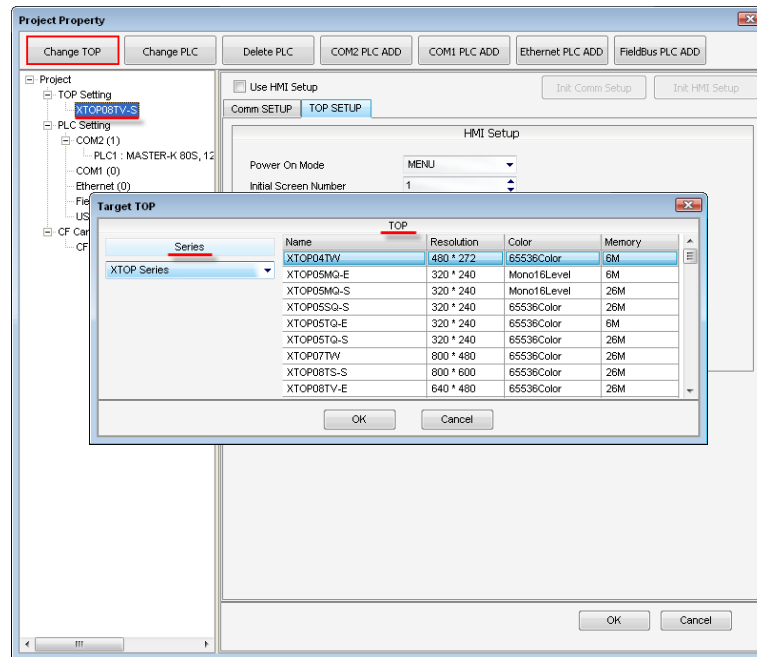 Project Property
Change TOP Change PLC Delete PLC COM2 PLC ADD COM1 PLC ADD Ethernet PLC ADD FieldBus PLC ADD
Project
TOP Setting
XTOP08TV-S
PLC Setting
COM2 (1)
PLC1 : MASTER-K 80S, 12
COM1 (0)
Ethernet (0)
Fie
US
CF Car
CF
Use HMI Setup Init Comm Setup Init HMI Setup
Comm SETUP TOP SETUP
HMI Setup
Power On Mode MENU
Initial Screen Number 1
Target TOP
TOP
Series
XTOP Series
Name Resolution Color Memory
XTOP04TW 480 * 272 65536Color 6M
XTOP05MQ-E 320 * 240 Mono16Level 6M
XTOP05MQ-S 320 * 240 Mono16Level 26M
XTOP05SQ-S 320 * 240 65536Color 26M
XTOP05TQ-E 320 * 240 65536Color 6M
XTOP05TQ-S 320 * 240 65536Color 26M
XTOP07TW 800 * 480 65536Color 26M
XTOP08TS-S 800 * 600 65536Color 26M
XTOP08TV-E 640 * 480 65536Color 26M
OK Cancel
OK Cancel